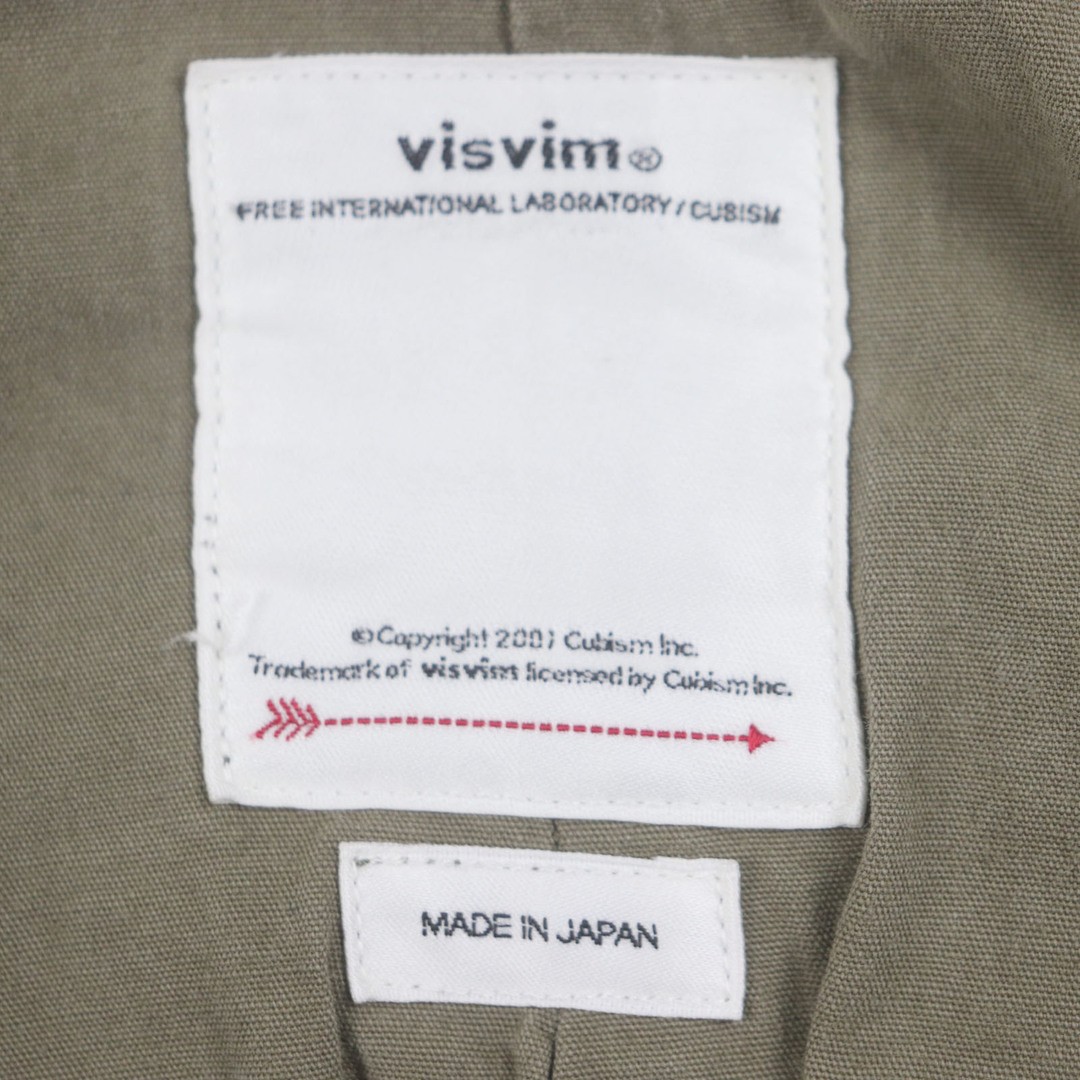 visvim®
FREE INTERNATIONAL LABORATORY / CUBISM
© Copyright 2001 Cubism Inc.
Trademark of visvim licensed by Cubism Inc.
MADE IN JAPAN